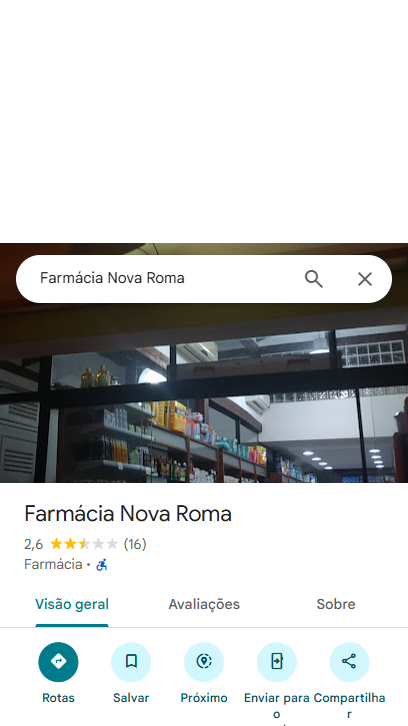 Farmácia Nova Roma
Farmácia Nova Roma
2,6 (16)
Farmácia ·
Visão geral Avaliações Sobre
Rotas Salvar Próximo Enviar para o Compartilhar